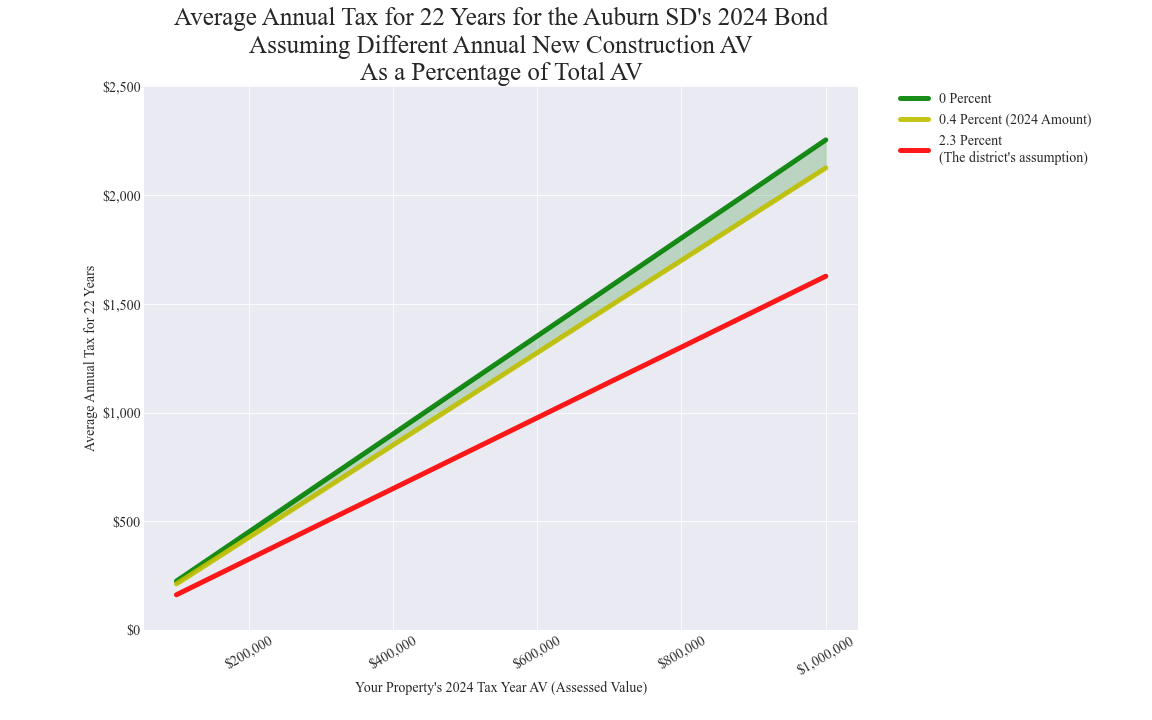 Average Annual Tax for 22 Years for the Auburn SD's 2024 Bond
Assuming Different Annual New Construction AV
As a Percentage of Total AV
$2,500
$2,000
$1,500
$1,000
$500
$0
Average Annual Tax for 22 Years
$200,000
$400,000
$600,000
$800,000
$1,000,000
Your Property's 2024 Tax Year AV (Assessed Value)
0 Percent
0.4 Percent (2024 Amount)
2.3 Percent
(The district's assumption)